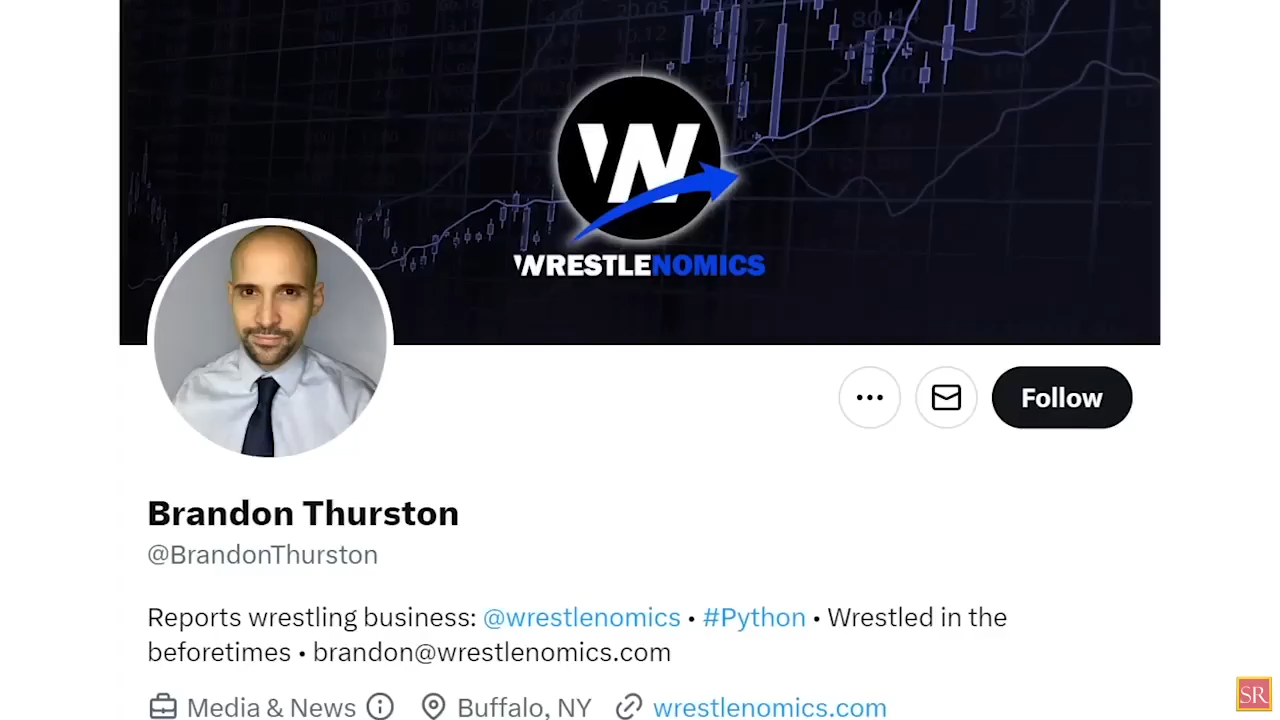 W
WRESTLENOMICS
Follow
Brandon Thurston
@BrandonThurston
Reports wrestling business: @wrestlenomics • #Python • Wrestled in the
beforetimes • brandon@wrestlenomics.com
Media & News Buffalo, NY wrestlenomics.com
SR